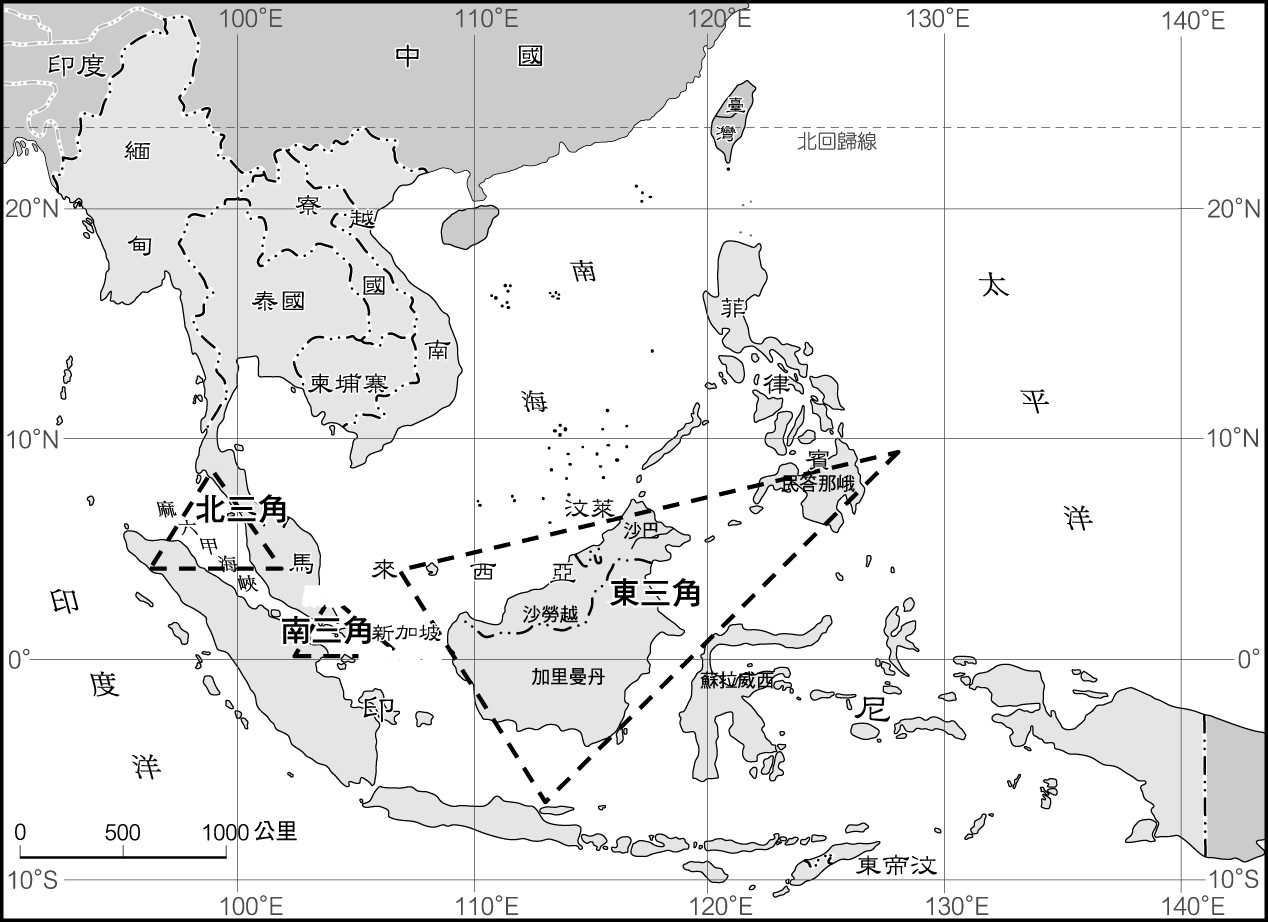 100°E
110°E
120°E
130°E
140°E
中 國
印度
臺
灣
緬
北回歸線
20°N
20°N
寮
越
甸
南
國
太
泰國
菲
南
柬埔寨
律
海
平
10°N
10°N
賓
民答那峨
北三角
麻
六
甲
海
峽
汶萊
沙巴
洋
馬
來
西
亞
東三角
印
沙勞越
南三角
新加坡
0°
0°
加里曼丹
蘇拉威西
度
印
尼
洋
0
500
1000 公里
東帝汶
10°S
10°S
100°E
110°E
120°E
130°E
140°E